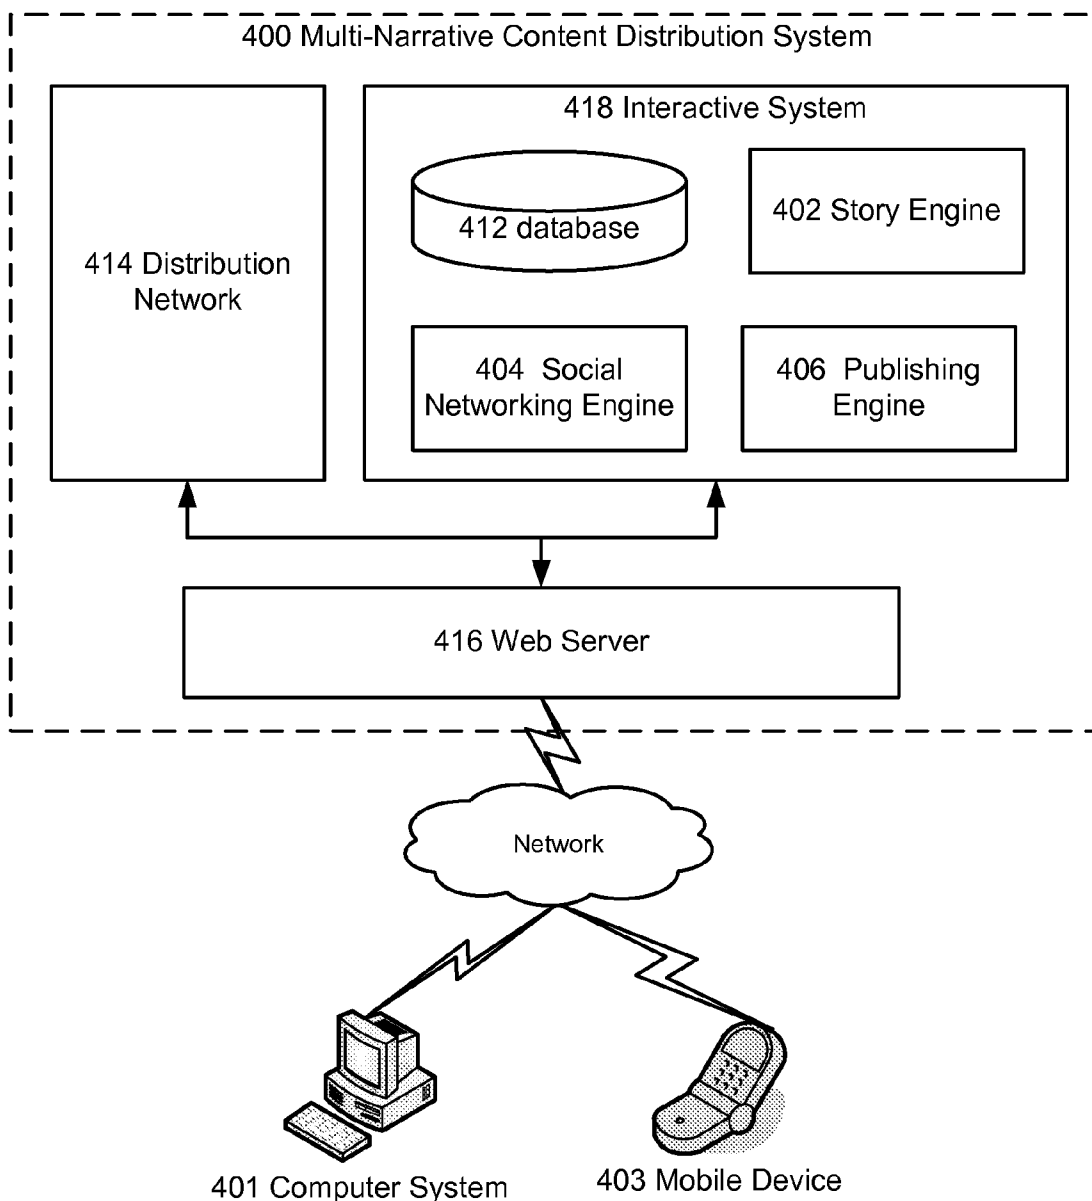 400 Multi-Narrative Content Distribution System
418 Interactive System
412 database
402 Story Engine
414 Distribution
Network
404 Social
Networking Engine
406 Publishing
Engine
416 Web Server
Network
401 Computer System
403 Mobile Device